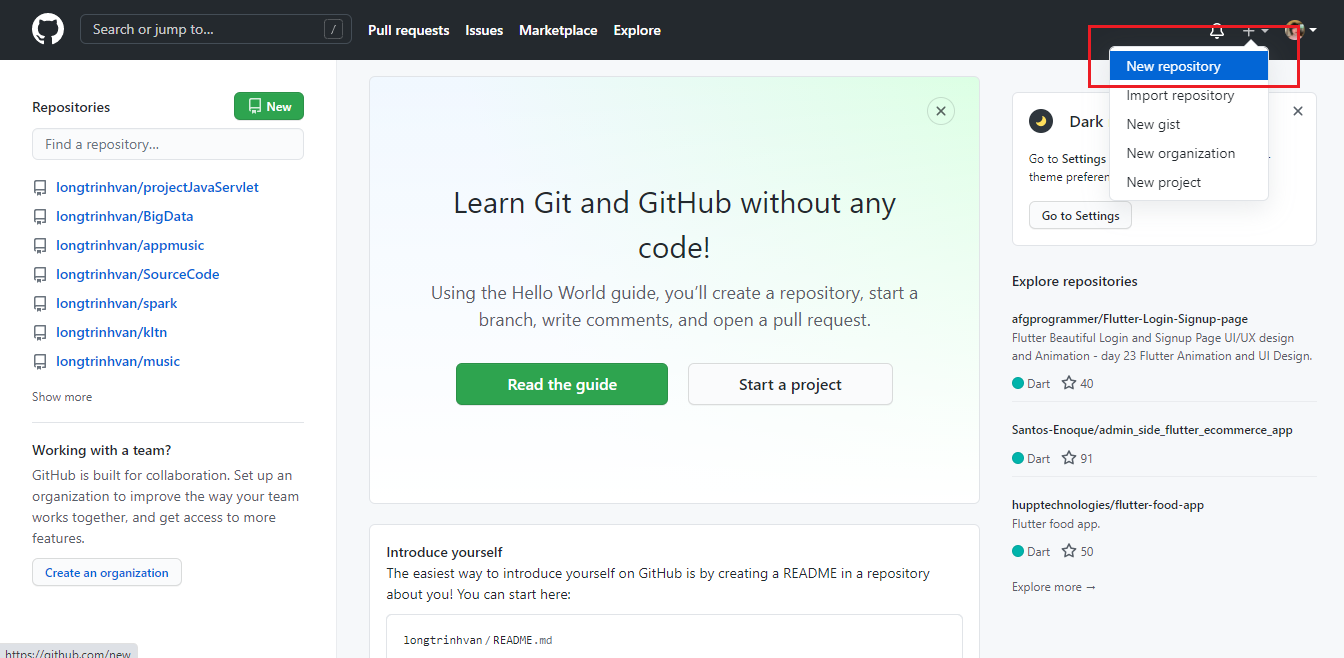 Search or jump to...
/
Pull requests
Issues
Marketplace
Explore
New repository
Import repository
New gist
New organization
New project
Repositories
New
Find a repository...
longtrinhvan/projectJavaServlet
longtrinhvan/BigData
longtrinhvan/appmusic
longtrinhvan/SourceCode
longtrinhvan/spark
longtrinhvan/kltn
longtrinhvan/music
Show more
Working with a team?
GitHub is built for collaboration. Set up an
organization to improve the way your team
works together, and get access to more
features.
Create an organization
https://github.com/new
Learn Git and GitHub without any
code!
Using the Hello World guide, you’ll create a repository, start a
branch, write comments, and open a pull request.
Read the guide
Start a project
Introduce yourself
The easiest way to introduce yourself on GitHub is by creating a README in a repository
about you! You can start here:
longtrinhvan/README.md
Dark
Go to Settings
theme
Go to Settings
Explore repositories
afgprogrammer/Flutter-Login-Signup-page
Flutter Beautiful Login and Signup Page UI/UX design
and Animation - day 23 Flutter Animation and UI Design.
Dart 40
Santos-Enoque/admin_side_flutter_ecommerce_app
Dart 91
hupptechnologies/flutter-food-app
Flutter food app.
Dart 50
Explore more →